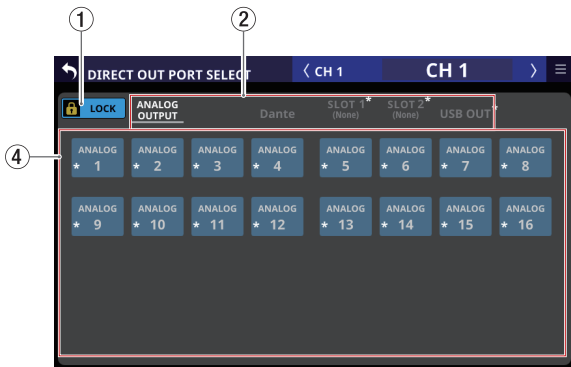 ① ②
DIRECT OUT PORT SELECT 〈 CH 1 CH 1 〉
LOCK ANALOG OUTPUT Dante SLOT 1* (None) SLOT 2* (None) USB OUT*
④
ANALOG * 1 ANALOG * 2 ANALOG * 3 ANALOG * 4 ANALOG * 5 ANALOG * 6 ANALOG * 7 ANALOG * 8
ANALOG * 9 ANALOG * 10 ANALOG * 11 ANALOG * 12 ANALOG * 13 ANALOG * 14 ANALOG * 15 ANALOG * 16